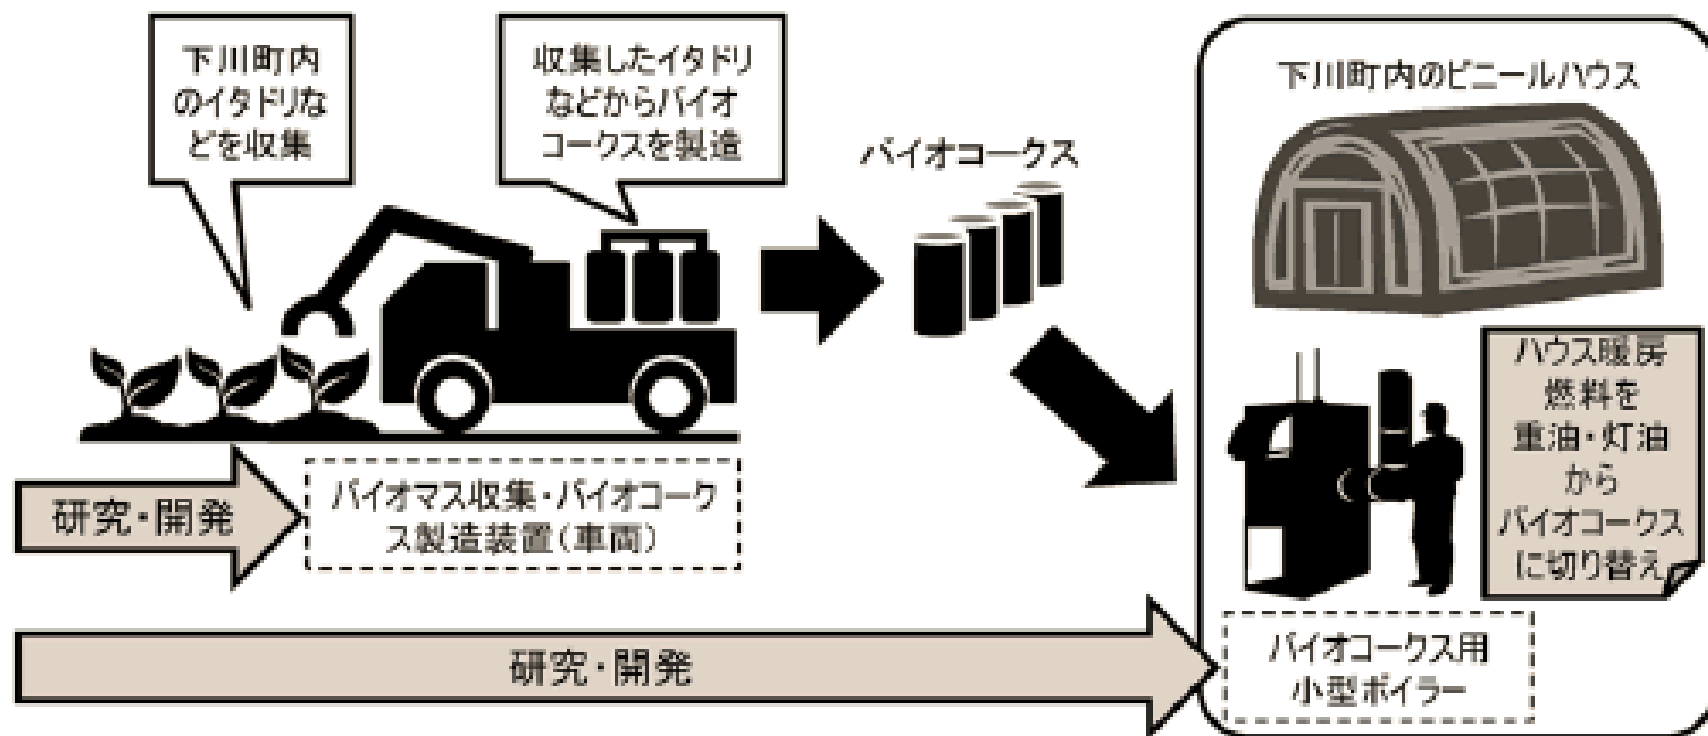 下川町内
のイタドリな
どを収集
収集したイタドリ
などからバイオ
コークスを製造
バイオコークス
下川町内のビニールハウス
ハウス暖房
燃料を
重油・灯油
から
バイオコークス
に切り替え
研究・開発
バイオマス収集・バイオコーク
ス製造装置(車両)
研究・開発
バイオコークス用
小型ボイラー